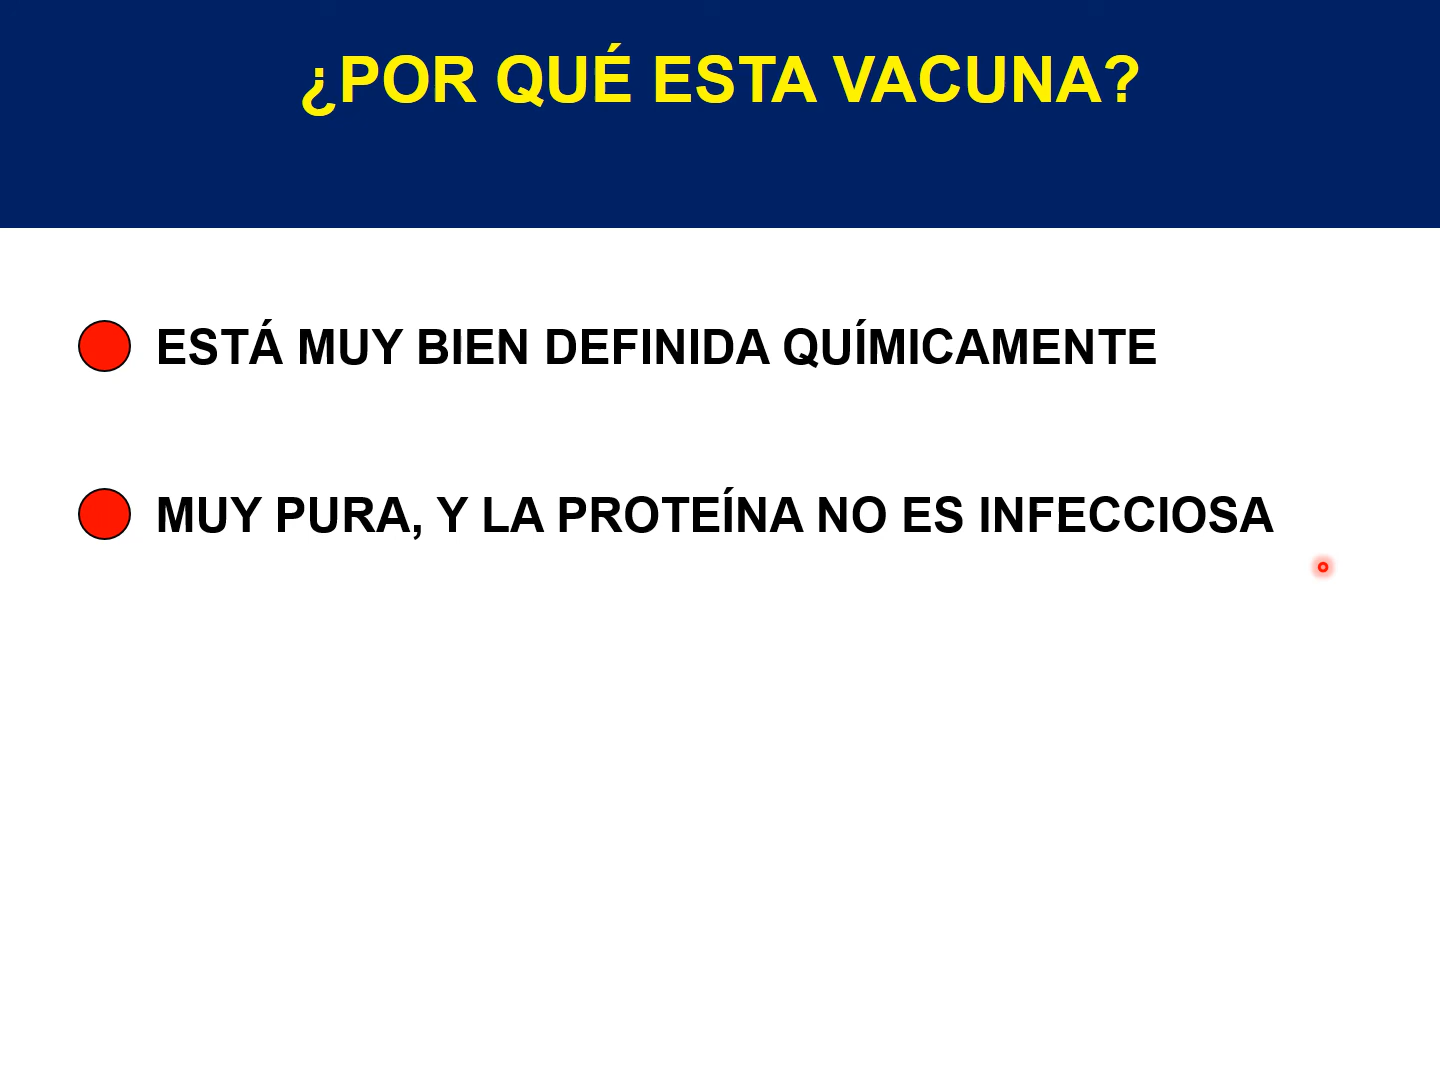 ¿POR QUÉ ESTA VACUNA?
ESTÁ MUY BIEN DEFINIDA QUÍMICAMENTE
MUY PURA, Y LA PROTEÍNA NO ES INFECCIOSA